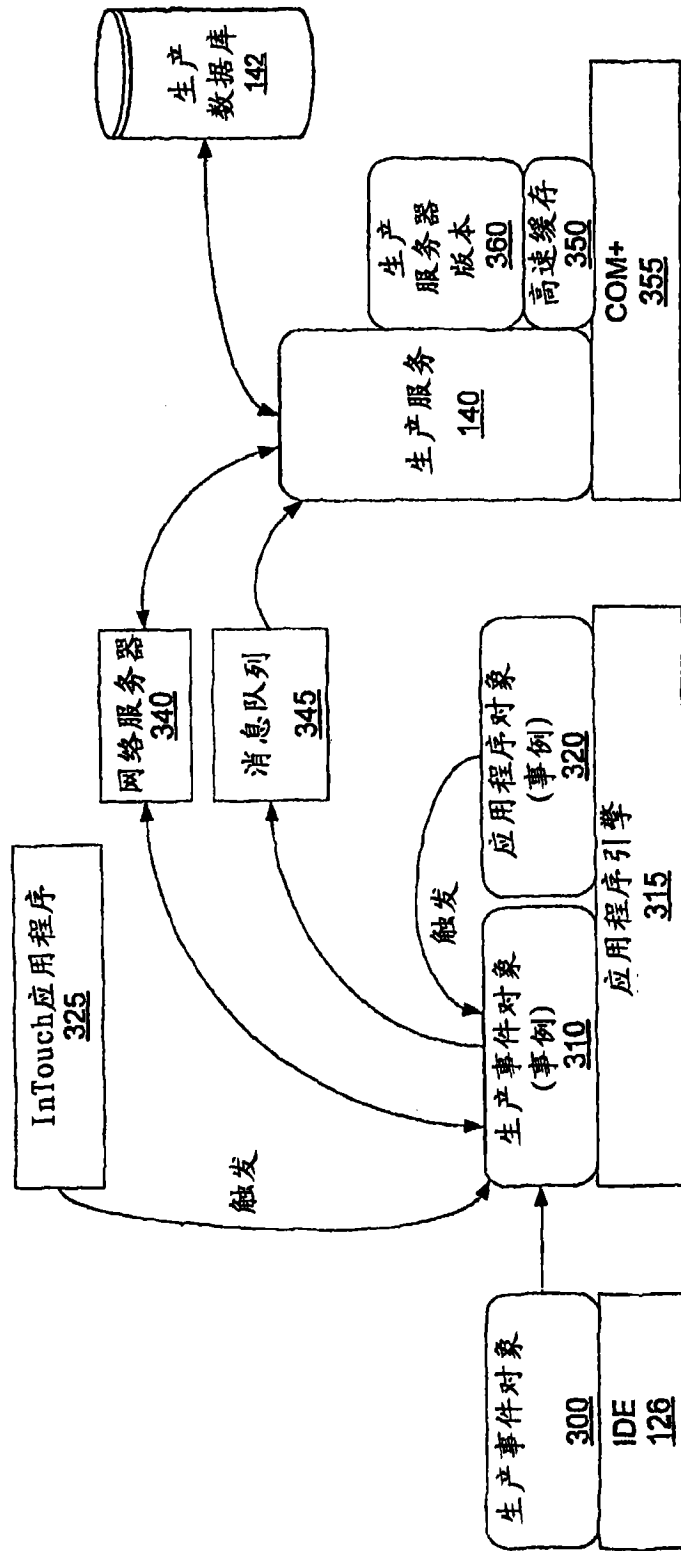 InTouch应用程序
325
触发
网络服务器
340
消息队列
345
生产
数据库
142
生产服务
140
生产
服务器
版本
360
高速缓存
350
COM+
355
触发
生产事件对象
(事例)
310
应用程序对象
(事例)
320
应用程序引擎
315
生产事件对象
300
IDE
126